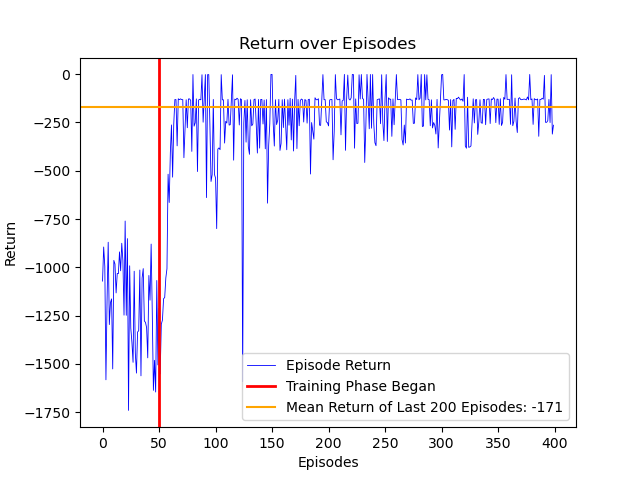 Return over Episodes
Return
0
−250
−500
−750
−1000
−1250
−1500
−1750
0
50
100
150
200
250
300
350
400
Episodes
Episode Return
Training Phase Began
Mean Return of Last 200 Episodes: -171